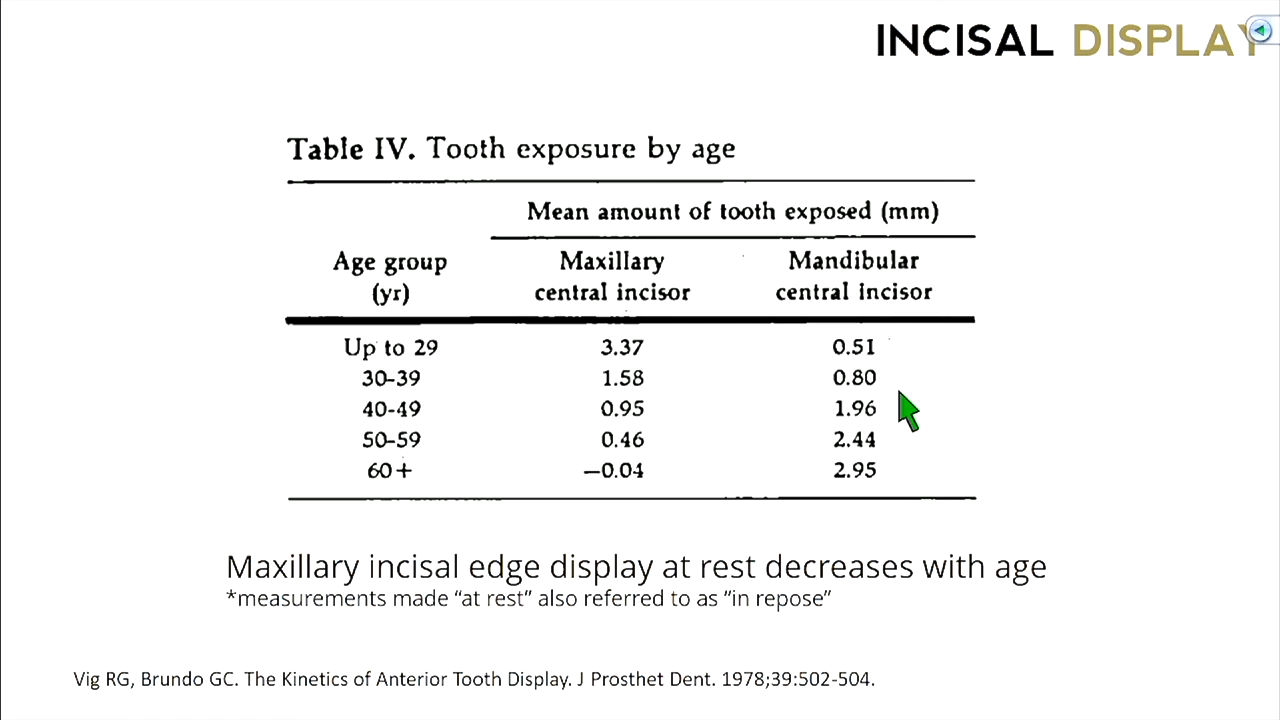 INCISAL DISPLAY
Table IV. Tooth exposure by age
Mean amount of tooth exposed (mm)
Age group (yr) Maxillary central incisor Mandibular central incisor
Up to 29 3.37 0.51
30-39 1.58 0.80
40-49 0.95 1.96
50-59 0.46 2.44
60+ −0.04 2.95
Maxillary incisal edge display at rest decreases with age
*measurements made “at rest” also referred to as “in repose”
Vig RG, Brundo GC. The Kinetics of Anterior Tooth Display. J Prosthet Dent. 1978;39:502-504.